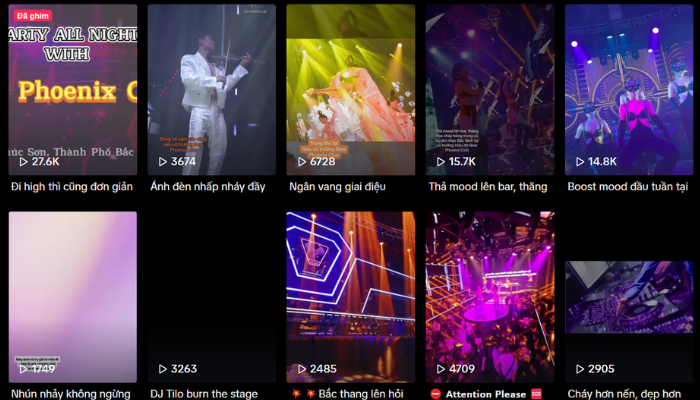 Đã ghim
ARTY ALL NIGHT
WITH
Phoenix C
húc Sơn, Thành Phố Bắc
27.6K
3674
6728
15.7K
14.8K
Đi high thì cũng đơn giản
Ánh đèn nhấp nháy đầy
Ngân vang giai điệu
Thả mood lên bar, thăng
Boost mood đầu tuần tại
1749
3263
2485
4709
2905
Nhún nhảy không ngừng
DJ Tilo burn the stage
💥 💥 Bắc thang lên hỏi
⛔ Attention Please 🆘
Cháy hơn nến, đẹp hơn